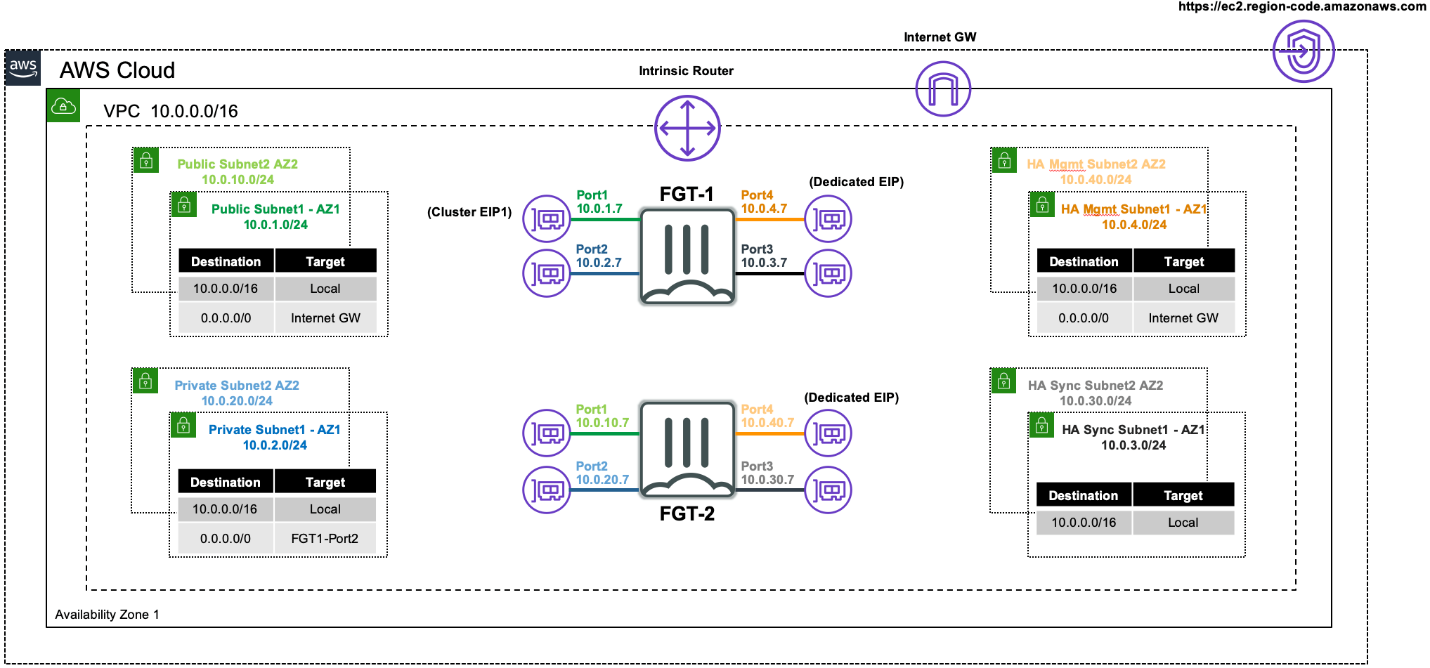 https://ec2.region-code.amazonaws.com
Internet GW
aws
AWS Cloud
Intrinsic Router
VPC 10.0.0.0/16
Public Subnet2 AZ2
10.0.10.0/24
Public Subnet1 - AZ1
10.0.1.0/24
Destination Target
10.0.0.0/16 Local
0.0.0.0/0 Internet GW
(Cluster EIP1)
Port1
10.0.1.7
Port2
10.0.2.7
FGT-1
Port4
10.0.4.7
Port3
10.0.3.7
(Dedicated EIP)
HA Mgmt Subnet2 AZ2
10.0.40.0/24
HA Mgmt Subnet1 - AZ1
10.0.4.0/24
Destination Target
10.0.0.0/16 Local
0.0.0.0/0 Internet GW
Private Subnet2 AZ2
10.0.20.0/24
Private Subnet1 - AZ1
10.0.2.0/24
Destination Target
10.0.0.0/16 Local
0.0.0.0/0 FGT1-Port2
Port1
10.0.10.7
Port2
10.0.20.7
FGT-2
Port4
10.0.40.7
Port3
10.0.30.7
(Dedicated EIP)
HA Sync Subnet2 AZ2
10.0.30.0/24
HA Sync Subnet1 - AZ1
10.0.3.0/24
Destination Target
10.0.0.0/16 Local
Availability Zone 1